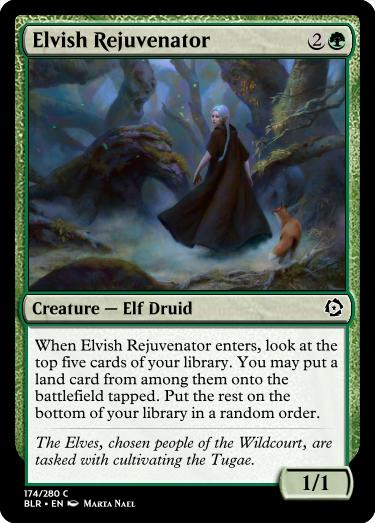 Elvish Rejuvenator 2
Creature — Elf Druid
When Elvish Rejuvenator enters, look at the
top five cards of your library. You may put a
land card from among them onto the
battlefield tapped. Put the rest on the
bottom of your library in a random order.
The Elves, chosen people of the Wildcourt, are
tasked with cultivating the Tugae.
1/1
174/280 C
BLR • EN Marta Nael